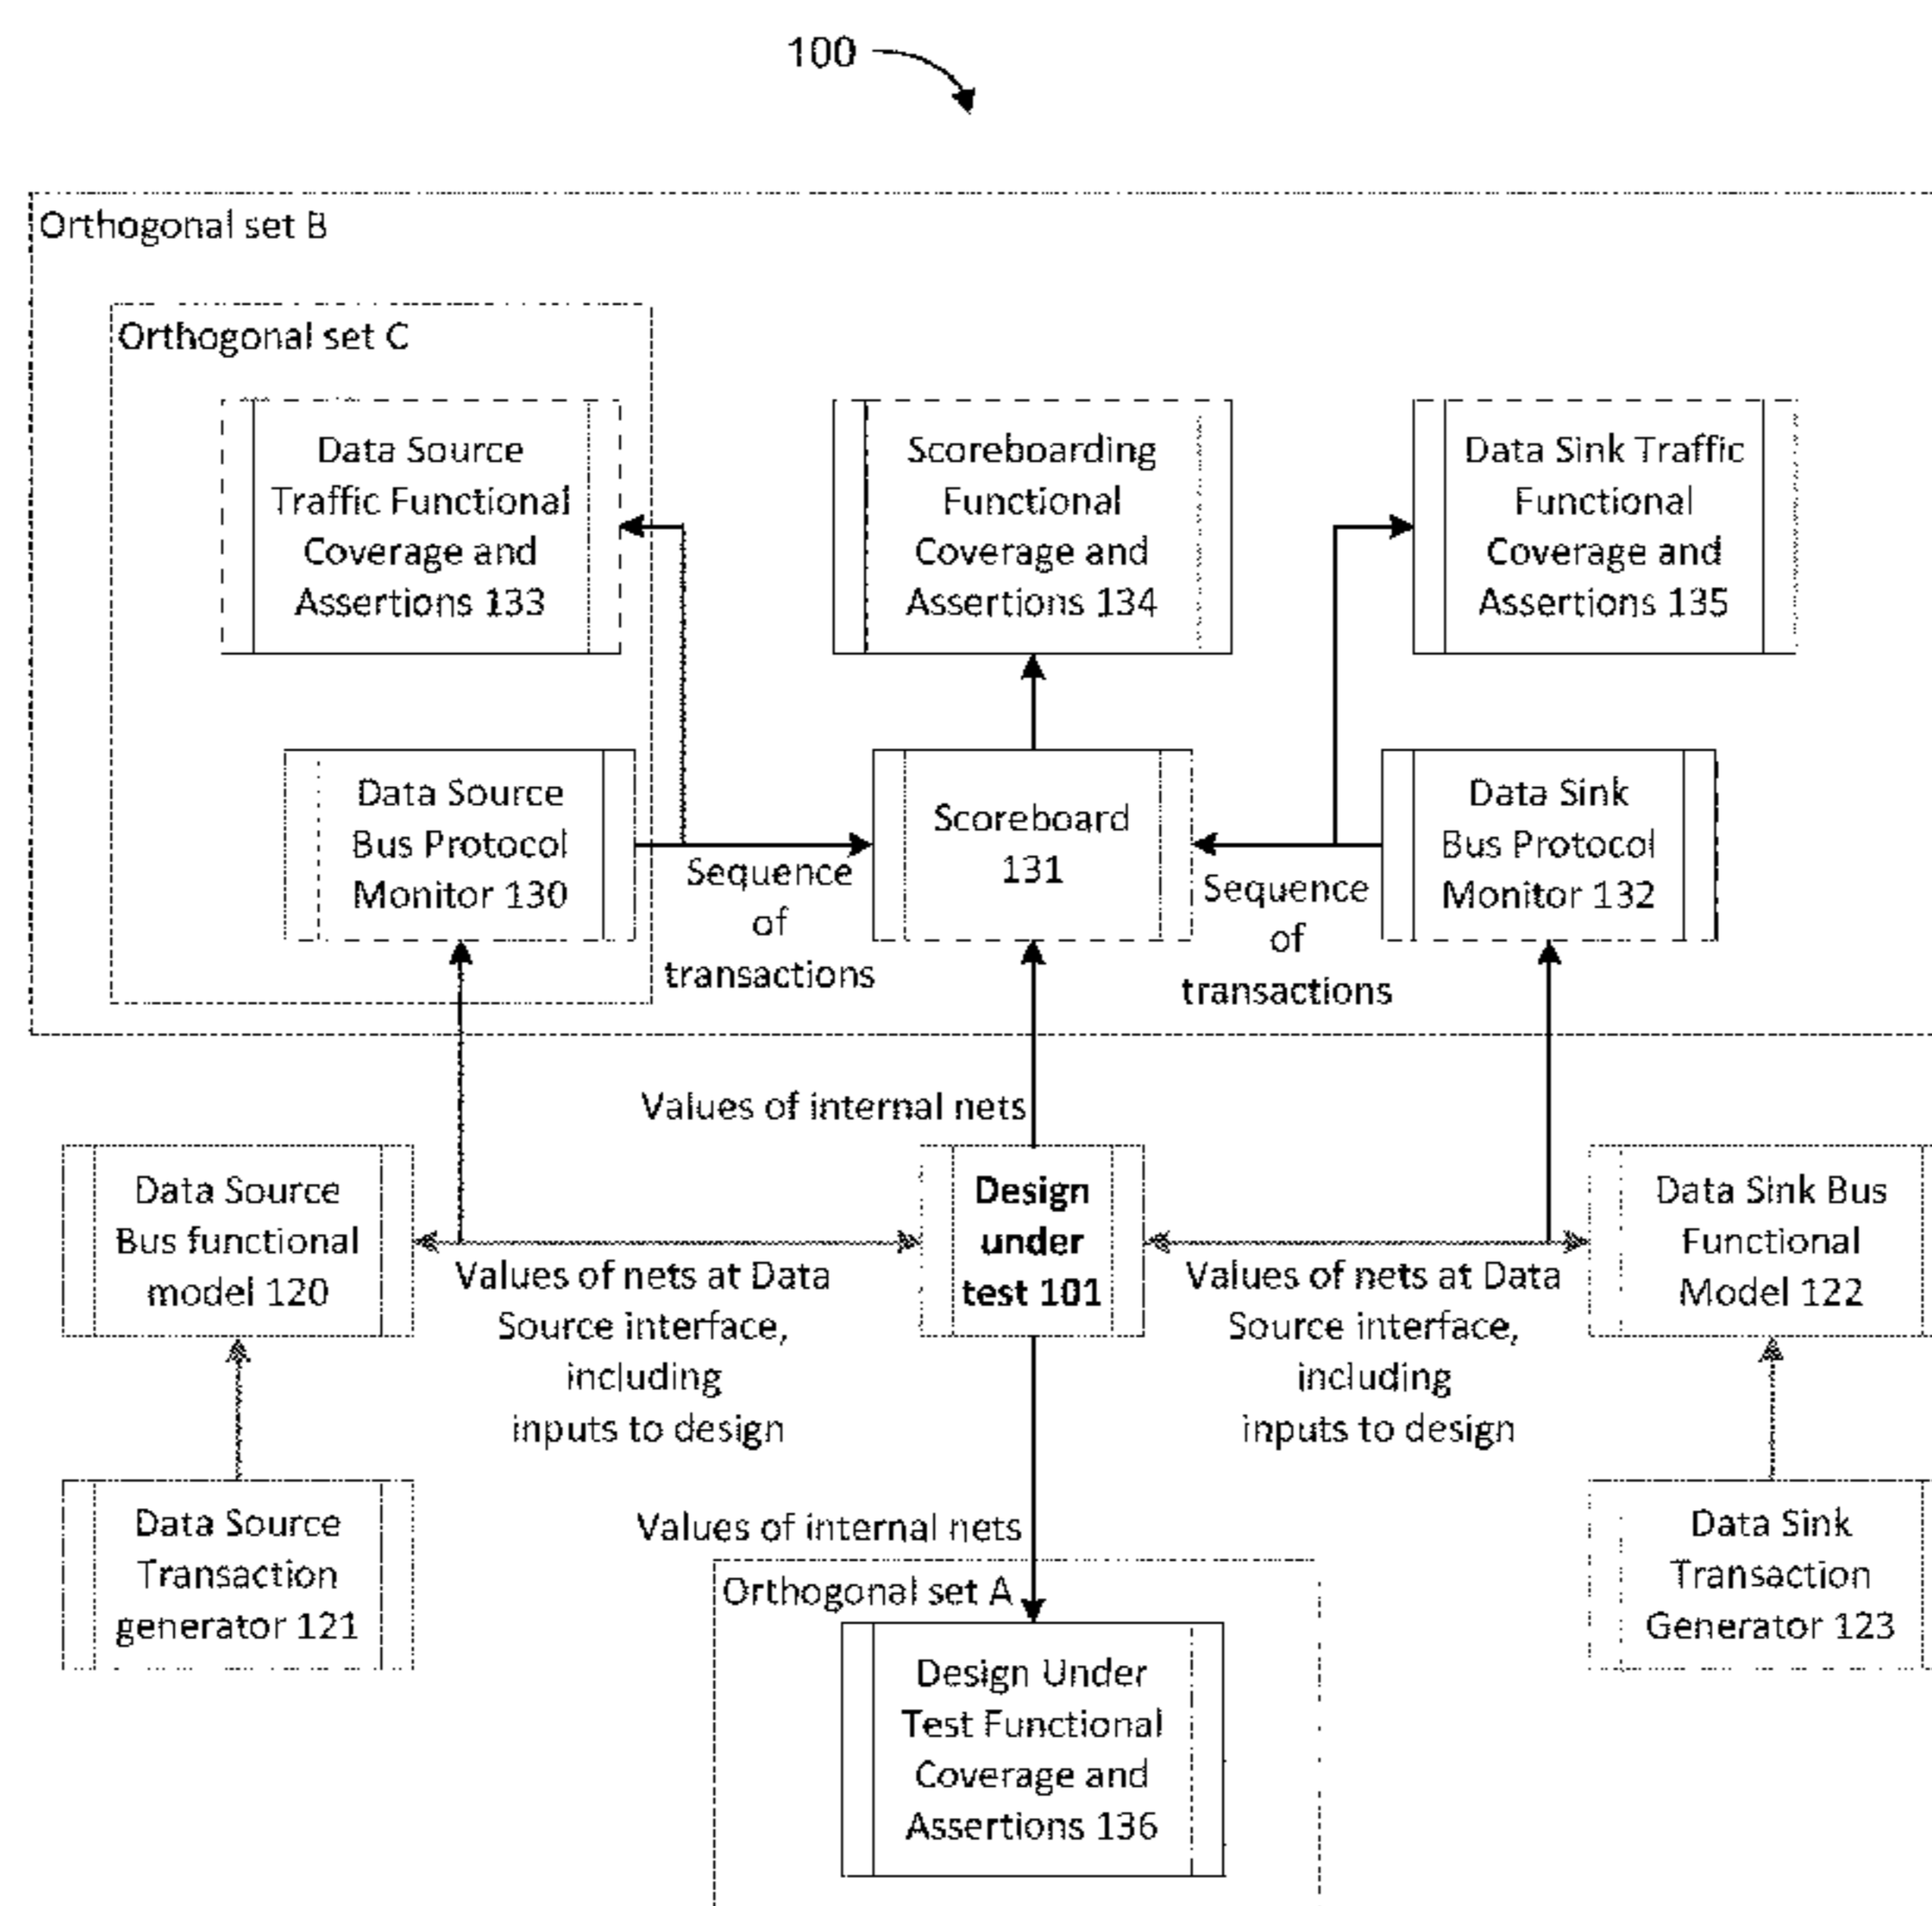 100
Orthogonal set B
Orthogonal set C
Data Source
Traffic Functional
Coverage and
Assertions 133
Scoreboarding
Functional
Coverage and
Assertions 134
Data Sink Traffic
Functional
Coverage and
Assertions 135
Data Source
Bus Protocol
Monitor 130
Sequence
of
transactions
Scoreboard
131
Sequence
of
transactions
Data Sink
Bus Protocol
Monitor 132
Values of internal nets
Data Source
Bus functional
model 120
Values of nets at Data
Source interface,
including
inputs to design
Design
under
test 101
Values of nets at Data
Source interface,
including
inputs to design
Data Sink Bus
Functional
Model 122
Data Source
Transaction
generator 121
Values of internal nets
Data Sink
Transaction
Generator 123
Orthogonal set A
Design Under
Test Functional
Coverage and
Assertions 136